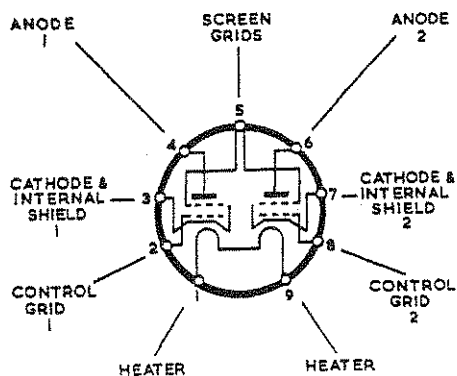 ANODE
1
SCREEN
GRIDS
ANODE
2
5
4
6
CATHODE &
INTERNAL
SHIELD
1
3
7
CATHODE &
INTERNAL
SHIELD
2
2
8
CONTROL
GRID
1
1
9
CONTROL
GRID
2
HEATER
HEATER